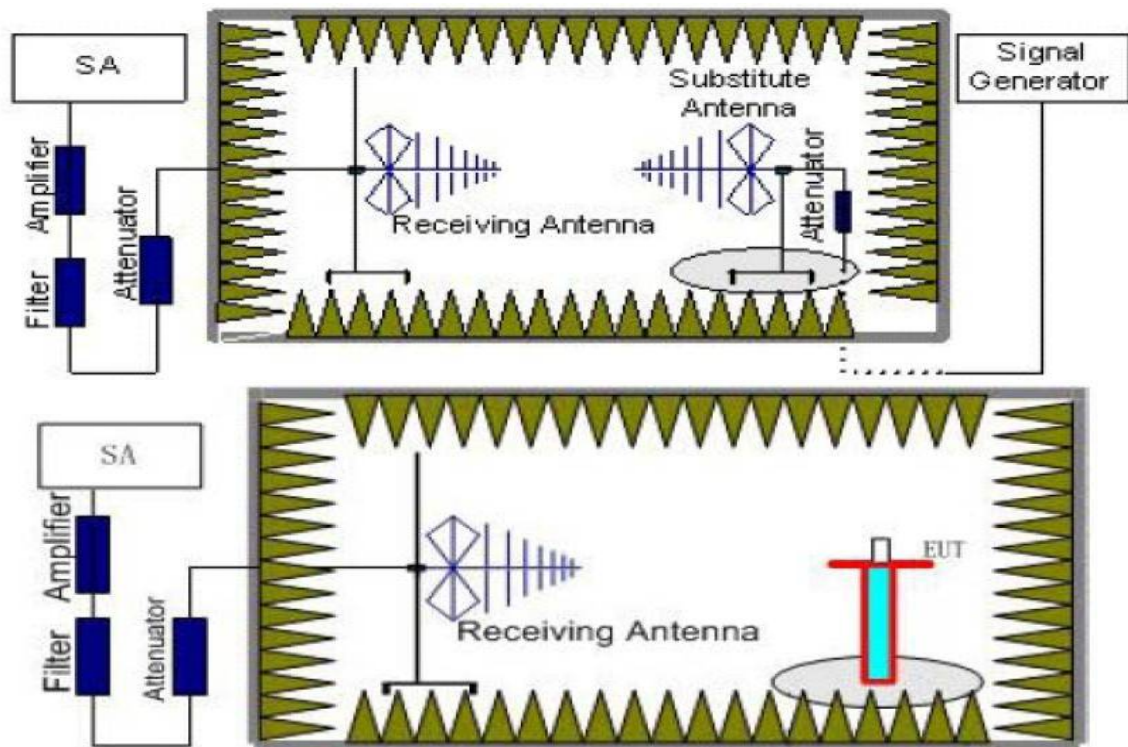 SA
Signal
Generator
Substitute
Antenna
Amplifier
Attenuator
Attenuator
Receiving Antenna
Filter
SA
Amplifier
EUT
Receiving Antenna
Filter
Attenuator